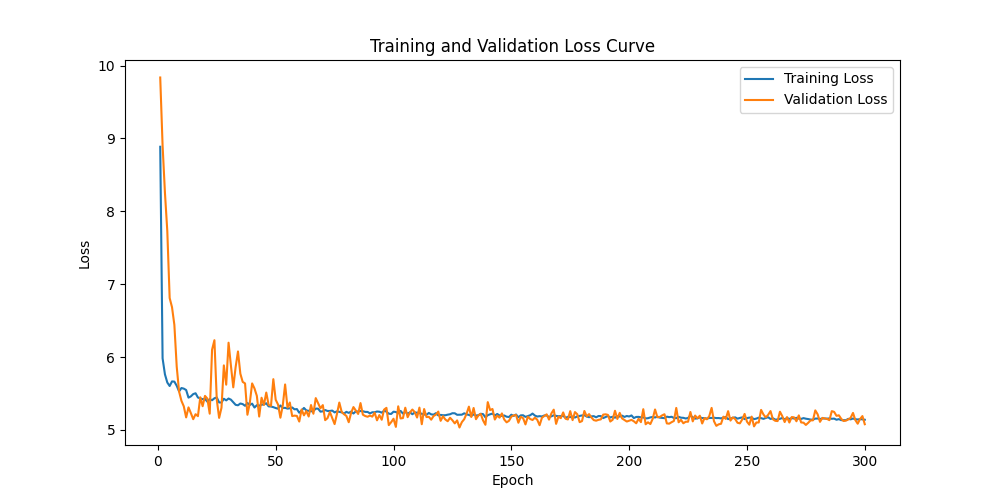 Training and Validation Loss Curve
Training Loss
Validation Loss
Loss
10
9
8
7
6
5
0 50 100 150 200 250 300
Epoch